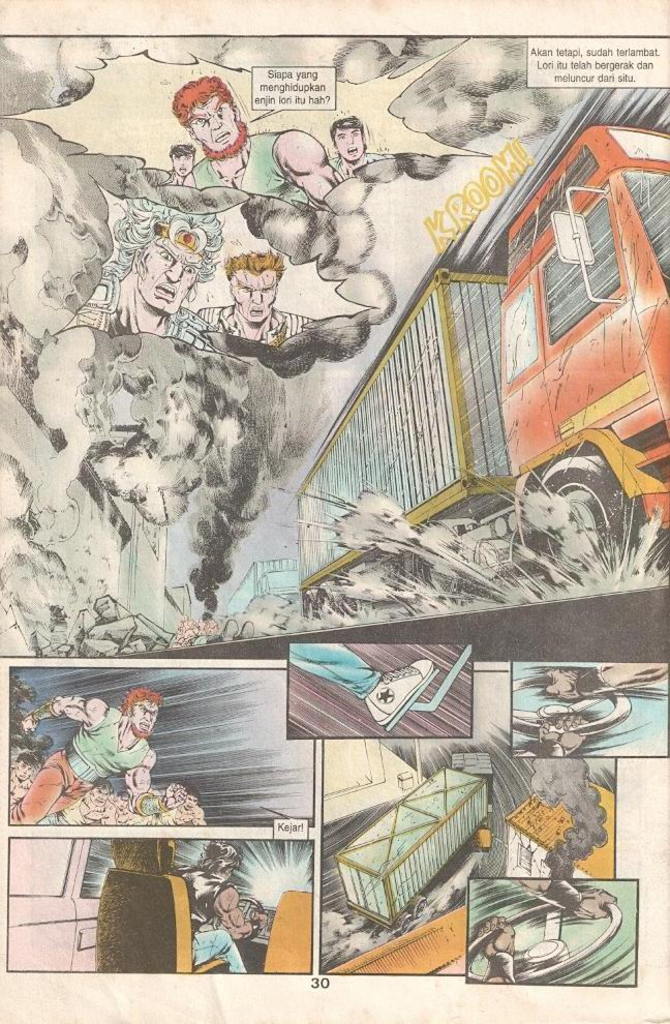 Siapa yang
menghidupkan
enjin lori itu hah?
Akan tetapi, sudah terlambat.
Lori itu telah bergerak dan
meluncur dari situ.
KROOM!
Kejar!
30